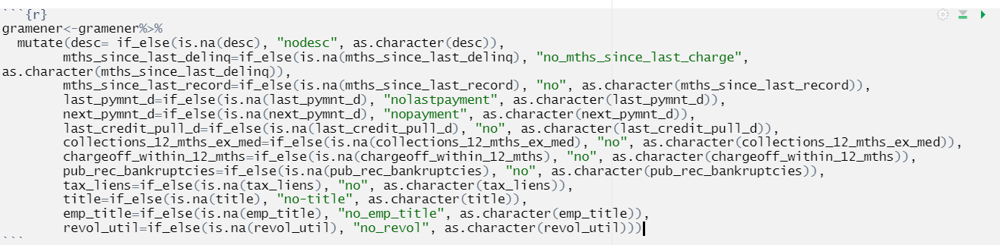 ```{r}
gramener<-gramener%>%
  mutate(desc= if_else(is.na(desc), "nodesc", as.character(desc)),
         mths_since_last_delinq=if_else(is.na(mths_since_last_delinq), "no_mths_since_last_charge",
as.character(mths_since_last_delinq)),
         mths_since_last_record=if_else(is.na(mths_since_last_record), "no", as.character(mths_since_last_record)),
         last_pymnt_d=if_else(is.na(last_pymnt_d), "nolastpayment", as.character(last_pymnt_d)),
         next_pymnt_d=if_else(is.na(next_pymnt_d), "nopayment", as.character(next_pymnt_d)),
         last_credit_pull_d=if_else(is.na(last_credit_pull_d), "no", as.character(last_credit_pull_d)),
         collections_12_mths_ex_med=if_else(is.na(collections_12_mths_ex_med), "no", as.character(collections_12_mths_ex_med)),
         chargeoff_within_12_mths=if_else(is.na(chargeoff_within_12_mths), "no", as.character(chargeoff_within_12_mths)),
         pub_rec_bankruptcies=if_else(is.na(pub_rec_bankruptcies), "no", as.character(pub_rec_bankruptcies)),
         tax_liens=if_else(is.na(tax_liens), "no", as.character(tax_liens)),
         title=if_else(is.na(title), "no-title", as.character(title)),
         emp_title=if_else(is.na(emp_title), "no_emp_title", as.character(emp_title)),
         revol_util=if_else(is.na(revol_util), "no_revol", as.character(revol_util)))
```